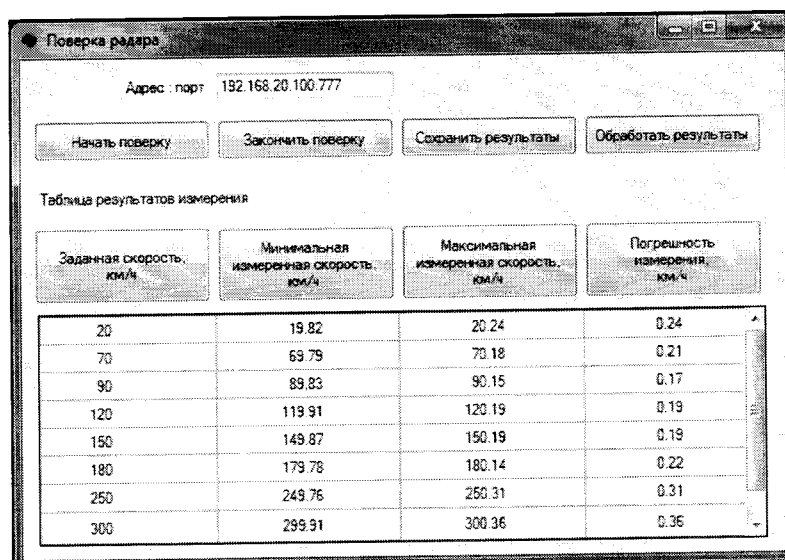 Поверка радара
Адрес : порт 192.168.20.100.777
Начать поверку Закончить поверку Сохранить результаты Обработать результаты
Таблица результатов измерения
Заданная скорость, км/ч
Минимальная измеренная скорость, км/ч
Максимальная измеренная скорость, км/ч
Погрешность измерения, км/ч
20 19.82 20.24 0.24
70 69.79 70.18 0.21
90 89.83 90.15 0.17
120 119.91 120.19 0.19
150 149.87 150.19 0.19
180 179.78 180.14 0.22
250 249.76 250.31 0.31
300 299.91 300.36 0.36